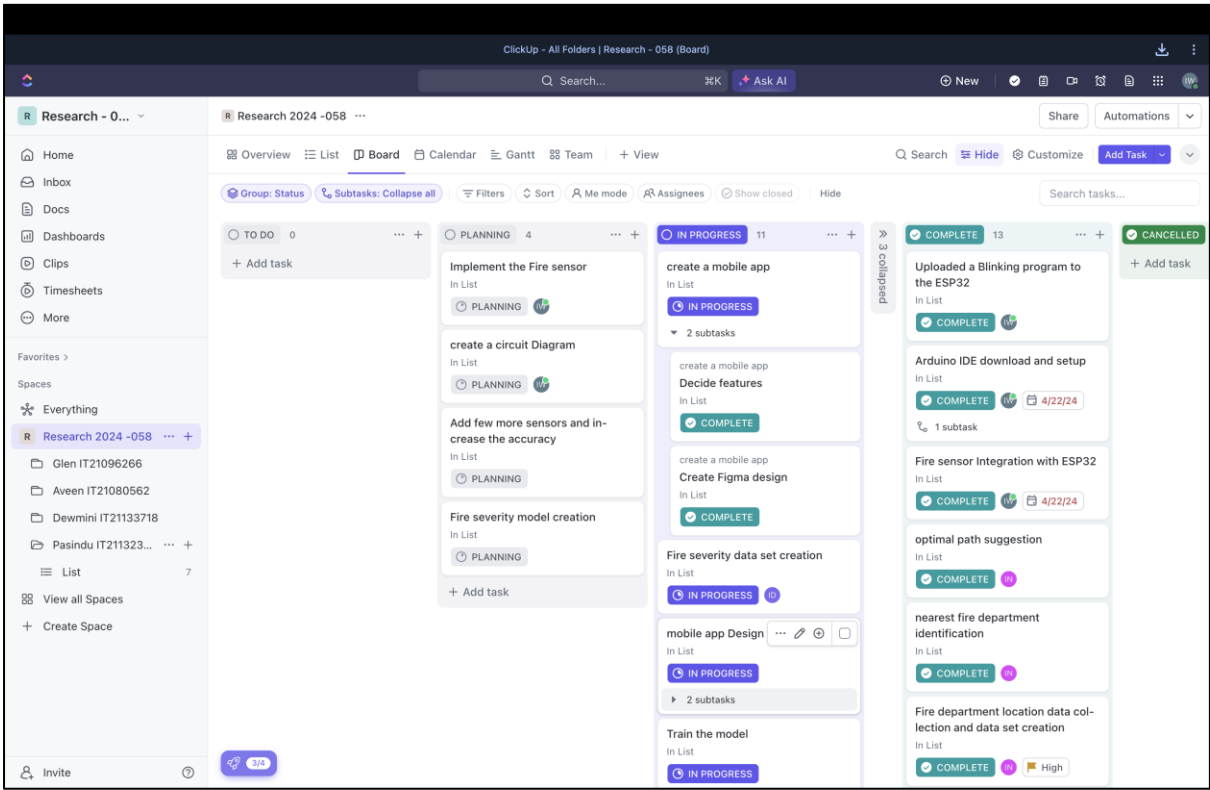 ClickUp - All Folders | Research - 058 (Board)
Search... ⌘K Ask AI
New
R Research - 0...
R Research 2024 -058 ...
Share
Automations
Home
Inbox
Docs
Dashboards
Clips
Timesheets
More
Favorites >
Spaces
Everything
R Research 2024 -058 ... +
Glen IT21096266
Aveen IT21080562
Dewmini IT21133718
Pasindu IT211323... ... +
List 7
View all Spaces
+ Create Space
Invite
Overview List Board Calendar Gantt Team + View
Search Hide Customize Add Task
Group: Status Subtasks: Collapse all Filters Sort Me mode Assignees Show closed Hide
Search tasks...
TO DO 0 ... +
+ Add task
PLANNING 4 ... +
Implement the Fire sensor
In List
PLANNING IW
create a circuit Diagram
In List
PLANNING IW
Add few more sensors and in-
crease the accuracy
In List
PLANNING
Fire severity model creation
In List
PLANNING
+ Add task
IN PROGRESS 11 ... +
create a mobile app
In List
IN PROGRESS
2 subtasks
create a mobile app
Decide features
In List
COMPLETE
create a mobile app
Create Figma design
In List
COMPLETE
Fire severity data set creation
In List
IN PROGRESS ID
mobile app Design ...
In List
IN PROGRESS
2 subtasks
Train the model
In List
IN PROGRESS
3 collapsed
COMPLETE 13 ... +
Uploaded a Blinking program to
the ESP32
In List
COMPLETE IW
Arduino IDE download and setup
In List
COMPLETE IW 4/22/24
1 subtask
Fire sensor Integration with ESP32
In List
COMPLETE IW 4/22/24
optimal path suggestion
In List
COMPLETE IN
nearest fire department
identification
In List
COMPLETE IN
Fire department location data col-
lection and data set creation
In List
COMPLETE IN High
CANCELLED
+ Add task
3/4
IW